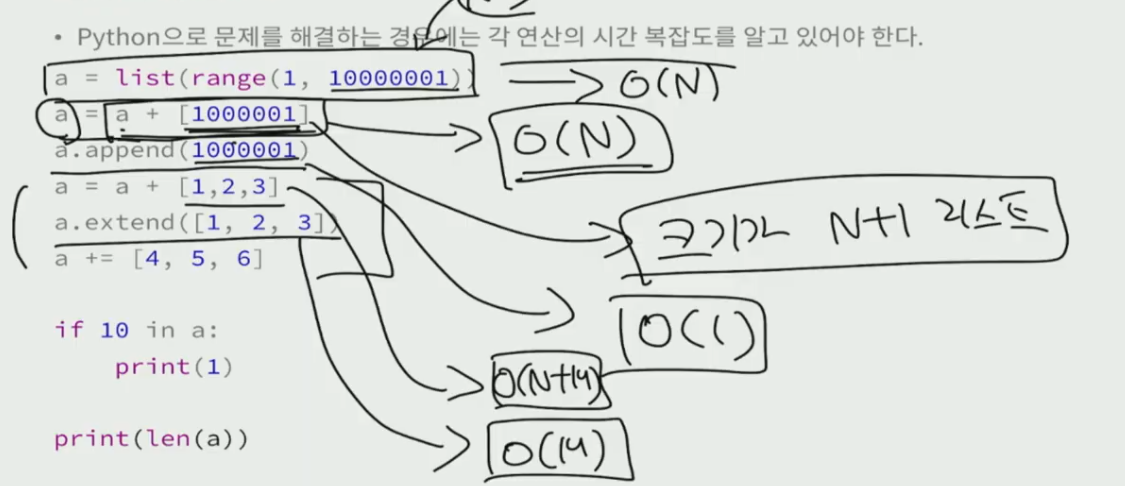 • Python으로 문제를 해결하는 경우에는 각 연산의 시간 복잡도를 알고 있어야 한다.
a = list(range(1, 10000001)) O(N)
a = a + [1000001] O(N)
a.append(1000001)
a = a + [1,2,3]
a.extend([1, 2, 3]) 크기가 N+1 리스트
a += [4, 5, 6]
O(1)
if 10 in a:
print(1) O(N+M)
print(len(a)) O(M)